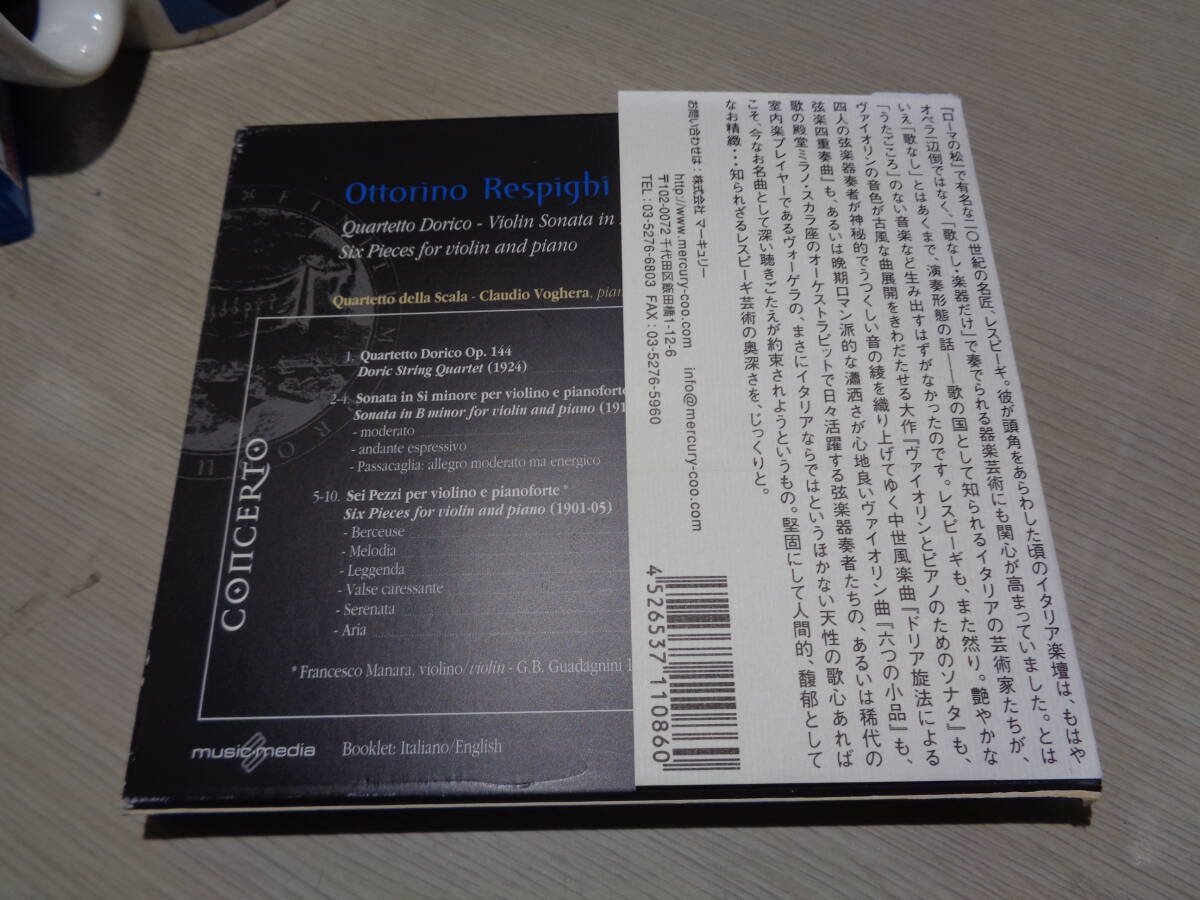 Ottorino Respighi
Quartetto Dorico - Violin Sonata in
Six Pieces for violin and piano
Quartetto della Scala - Claudio Voghera,
1. Quartetto Dorico Op. 144
Doric String Quartet (1924)
2-4. Sonata in Si minore per violino e pianoforte
Sonata in B minor for violin and piano
- moderato
- andante espressivo
- Passacaglia: allegro moderato ma energico
5-10. Sei Pezzi per violino e pianoforte *
Six Pieces for violin and piano (1901-05)
- Berceuse
- Melodia
- Leggenda
- Valse caressante
- Serenata
- Aria
* Francesco Manara, violino/violin - G.B. Guadagnini
CONCERTO
music media
Booklet: Italiano/English
『ローマの松』で有名な二〇世紀の名匠、レスピーギ。彼が頭角をあらわした頃のイタリア楽壇は、もはや
オペラ一辺倒ではなく、「歌なし・楽器だけ」で奏でられる器楽芸術にも関心が高まっていました。とは
いえ「歌なし」とはあくまで、演奏形態の話――歌の国として知られるイタリアの芸術家たちが、
「うたごころ」のない音楽など生み出すはずがなかったのです。レスピーギも、また然り。艶やかな
ヴァイオリンの音色が古風な曲展開をきわだたせる大作『ヴァイオリンとピアノのためのソナタ』も、
四人の弦楽器奏者が神秘的でうつくしい音の綾を織り上げてゆく中世風楽曲『ドリア旋法による
弦楽四重奏曲』も、あるいは晩期ロマン派的な瀟洒さが心地良いヴァイオリン曲『六つの小品』も、
歌の殿堂ミラノ・スカラ座のオーケストラピットで日々活躍する弦楽器奏者たちの、あるいは稀代の
室内楽プレイヤーであるヴォーゲラの、まさにイタリアならではというほかない天性の歌心あれば
こそ、今なお名曲として深い聴きごたえが約束されようというもの。堅固にして人間的、馥郁として
なお精緻・・・知られざるレスピーギ芸術の奥深さを、じっくりと。
お問い合わせは：株式会社 マーキュリー
http://www.mercury-coo.com info@mercury-coo.com
〒102-0072 千代田区飯田橋1-12-6
TEL：03-5276-6803 FAX：03-5276-5960
4526537110860